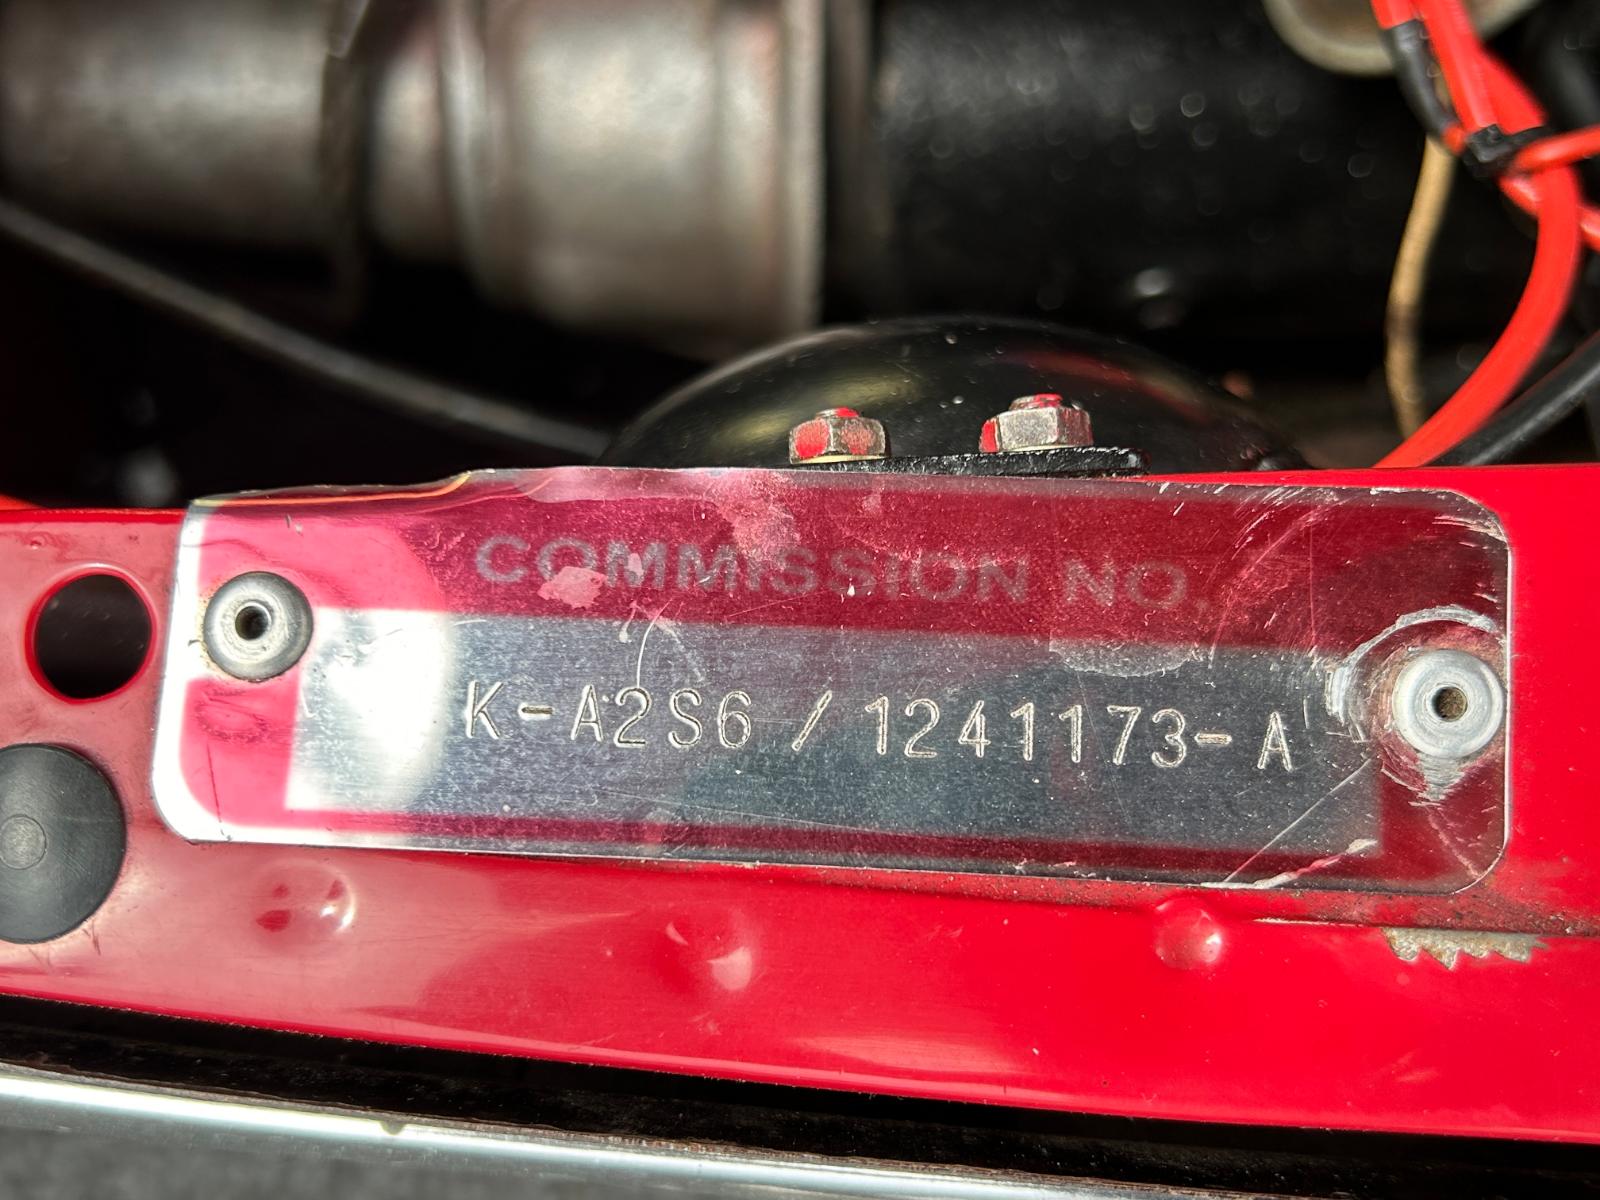 COMMISSION NO.
K-A2S6 / 1241173-A